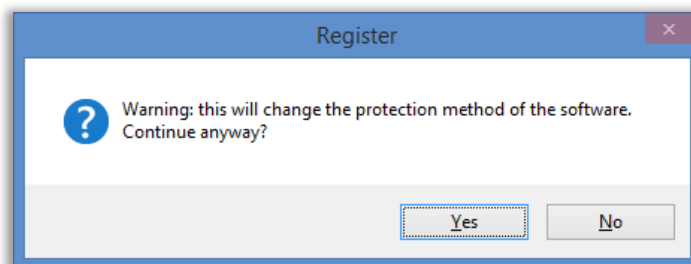 Register
Warning: this will change the protection method of the software.
Continue anyway?
Yes
No